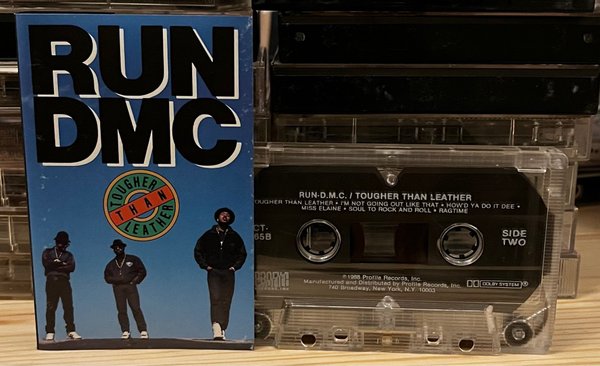 RUN
DMC
TOUGHER
THAN
LEATHER
RUN-D.M.C. / TOUGHER THAN LEATHER
TOUGHER THAN LEATHER • I'M NOT GOING OUT LIKE THAT • HOW'D YA DO IT DEE •
MISS ELAINE • SOUL TO ROCK AND ROLL • RAGTIME
SIDE
TWO
℗1988 Profile Records, Inc.
Manufactured and Distributed by Profile Records, Inc.
740 Broadway, New York, N.Y. 10003
DOLBY SYSTEM